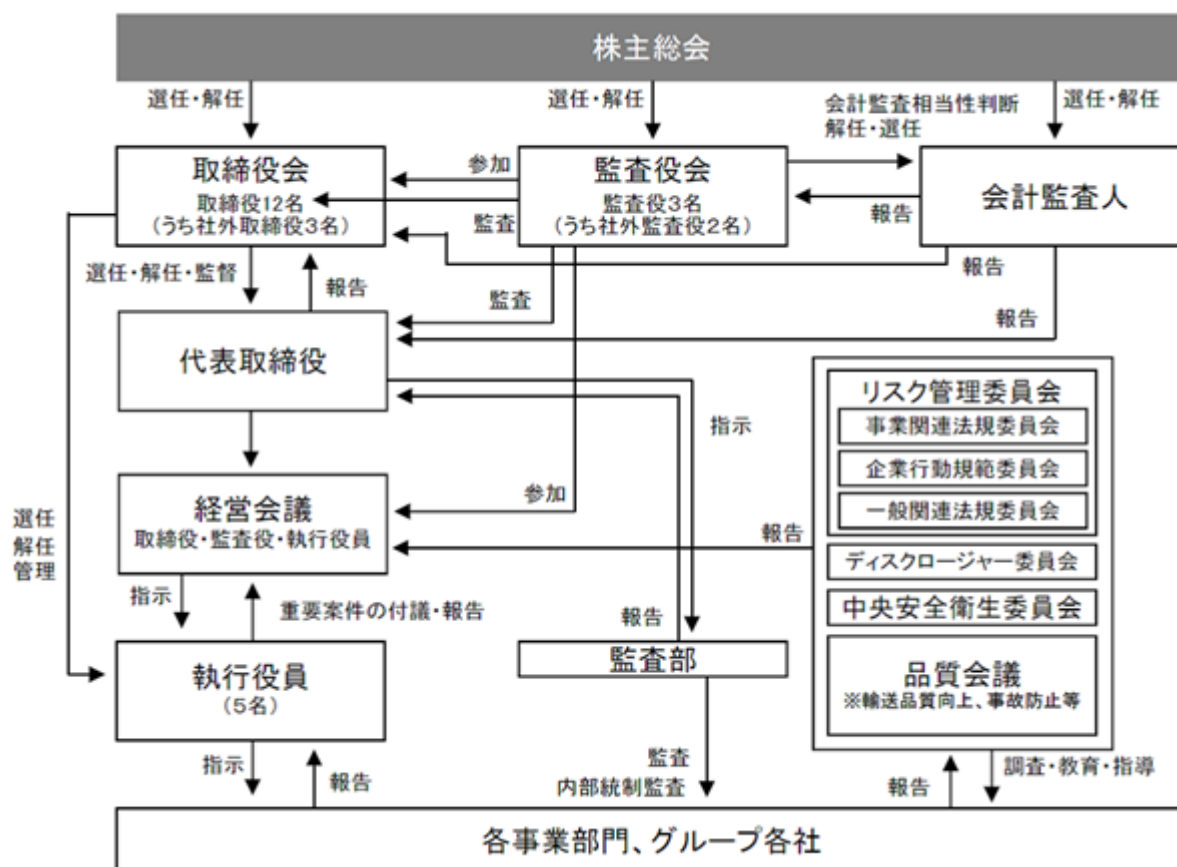 株主総会
選任・解任
選任・解任
会計監査相当性判断
解任・選任
選任・解任
取締役会
取締役12名
(うち社外取締役3名)
参加
監査
監査役会
監査役3名
(うち社外監査役2名)
報告
会計監査人
選任・解任・監督
報告
監査
報告
報告
代表取締役
指示
リスク管理委員会
事業関連法規委員会
企業行動規範委員会
一般関連法規委員会
ディスクロージャー委員会
中央安全衛生委員会
品質会議
※輸送品質向上、事故防止等
経営会議
取締役・監査役・執行役員
参加
報告
選任
解任
管理
指示
重要案件の付議・報告
報告
執行役員
(5名)
監査部
指示
報告
監査
内部統制監査
報告
調査・教育・指導
各事業部門、グループ各社